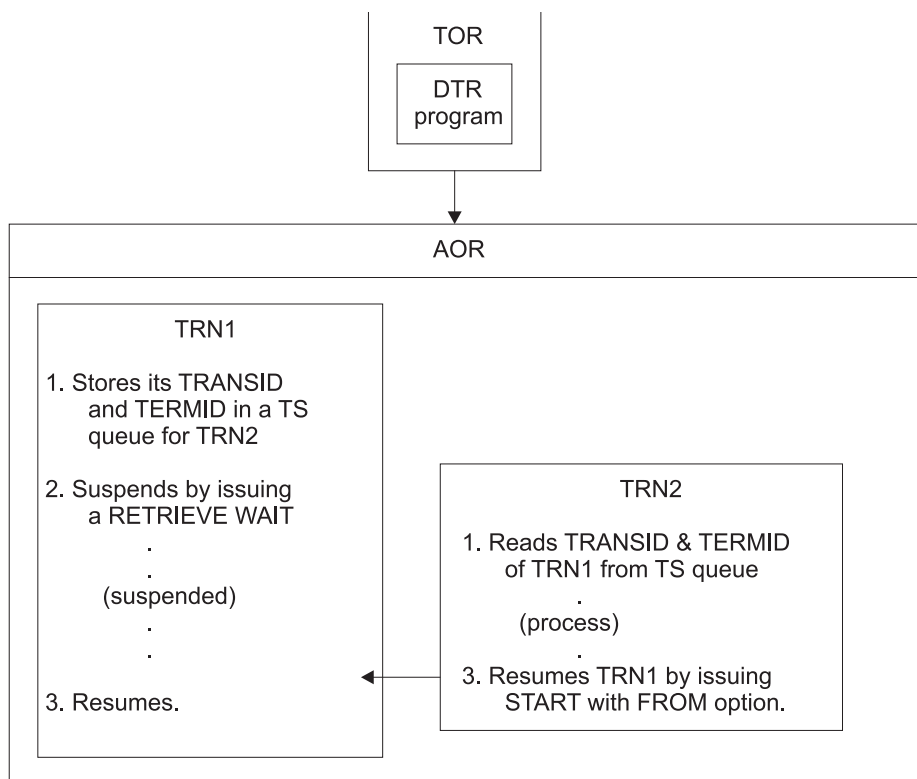 TOR
DTR
program
AOR
TRN1
1. Stores its TRANSID
and TERMID in a TS
queue for TRN2
2. Suspends by issuing
a RETRIEVE WAIT
.
.
(suspended)
.
.
3. Resumes.
TRN2
1. Reads TRANSID & TERMID
of TRN1 from TS queue
.
(process)
.
3. Resumes TRN1 by issuing
START with FROM option.